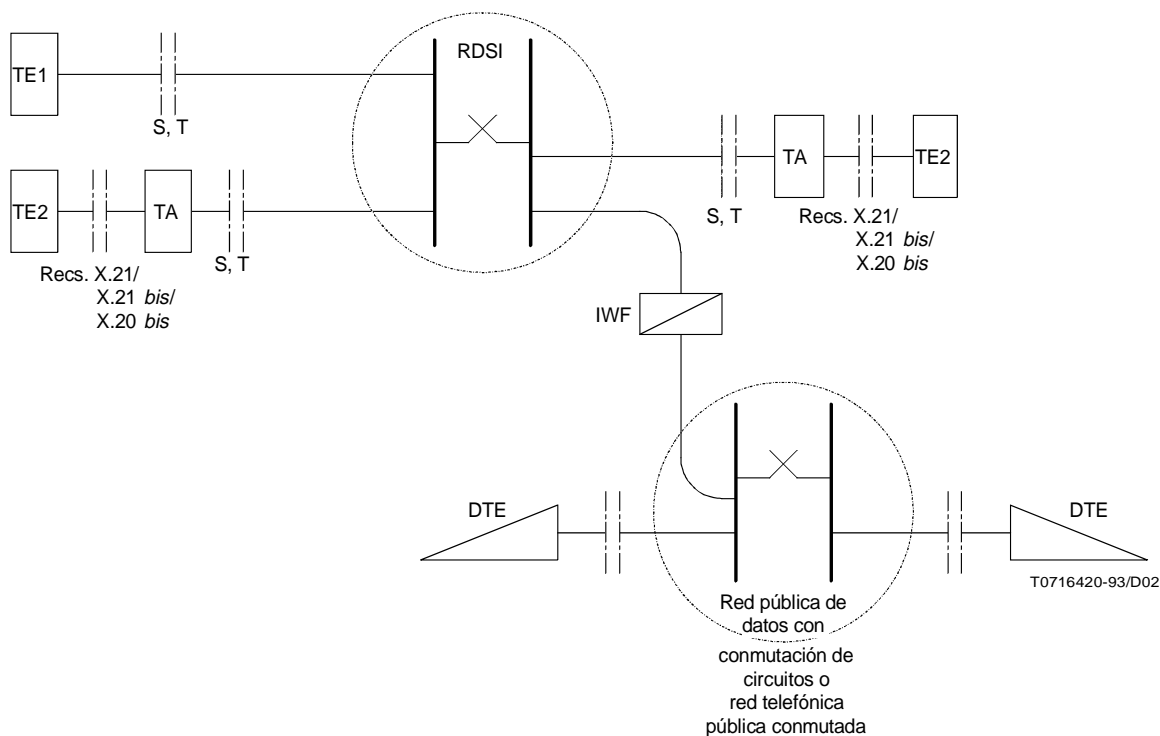 RDSI
TE1
S, T
TE2
TA
S, T
Recs. X.21/
X.21 bis/
X.20 bis
TA
TE2
S, T
Recs. X.21/
X.21 bis/
X.20 bis
IWF
DTE
DTE
T0716420-93/D02
Red pública de
datos con
conmutación de
circuitos o
red telefónica
pública conmutada